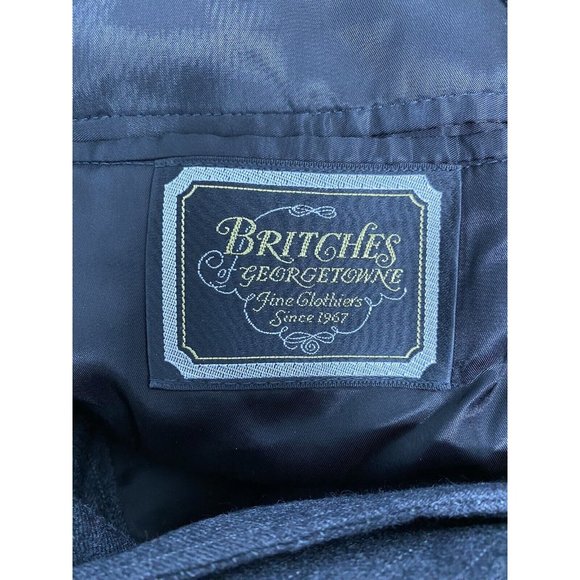 BRITCHES
of GEORGETOWNE
Fine Clothiers
Since 1967